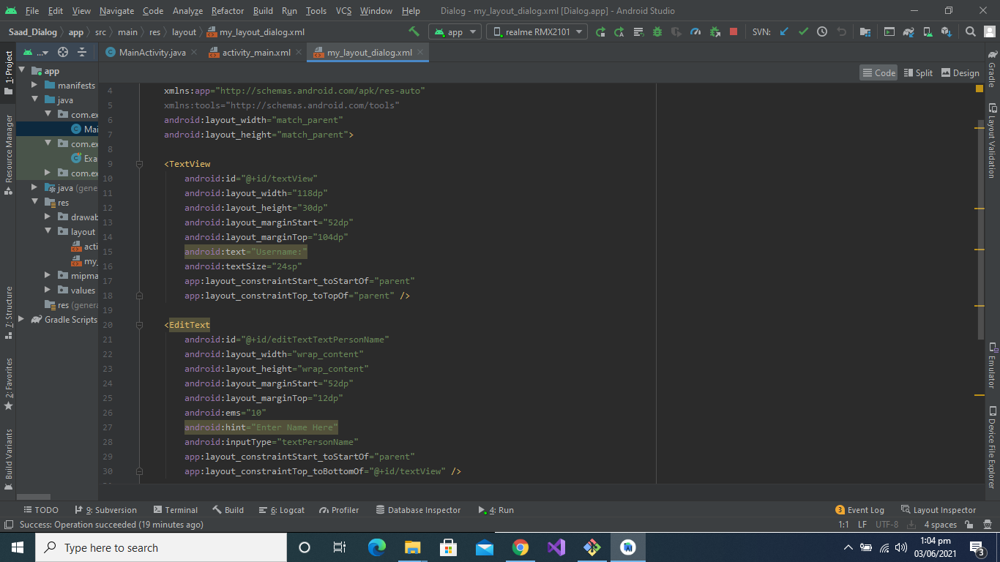 File Edit View Navigate Code Analyze Refactor Build Run Tools VCS Window Help Dialog - my_layout_dialog.xml [Dialog.app] - Android Studio
Saad_Dialog app src main res layout my_layout_dialog.xml app realme RMX2101 SVN:
1: Project
Resource Manager
7: Structure
2: Favorites
Build Variants
...
app
manifests
java
com.ex
Mai
com.ex
Exa
com.ex
java (gene
res
drawab
layout
acti
my_
mipma
values
res (genera
Gradle Scripts
MainActivity.java activity_main.xml my_layout_dialog.xml
Code Split Design
4 xmlns:app="http://schemas.android.com/apk/res-auto"
5 xmlns:tools="http://schemas.android.com/tools"
6 android:layout_width="match_parent"
7 android:layout_height="match_parent">
8
9 <TextView
10 android:id="@+id/textView"
11 android:layout_width="118dp"
12 android:layout_height="30dp"
13 android:layout_marginStart="52dp"
14 android:layout_marginTop="104dp"
15 android:text="Username:"
16 android:textSize="24sp"
17 app:layout_constraintStart_toStartOf="parent"
18 app:layout_constraintTop_toTopOf="parent" />
19
20 <EditText
21 android:id="@+id/editTextTextPersonName"
22 android:layout_width="wrap_content"
23 android:layout_height="wrap_content"
24 android:layout_marginStart="52dp"
25 android:layout_marginTop="12dp"
26 android:ems="10"
27 android:hint="Enter Name Here"
28 android:inputType="textPersonName"
29 app:layout_constraintStart_toStartOf="parent"
30 app:layout_constraintTop_toBottomOf="@+id/textView" />
Gradle
Layout Validation
Emulator
Device File Explorer
TODO 9: Subversion Terminal Build 6: Logcat Profiler Database Inspector 4: Run 3 Event Log Layout Inspector
Success: Operation succeeded (19 minutes ago) 1:1 LF UTF-8 4 spaces
Type here to search 1:04 pm
03/06/2021
3